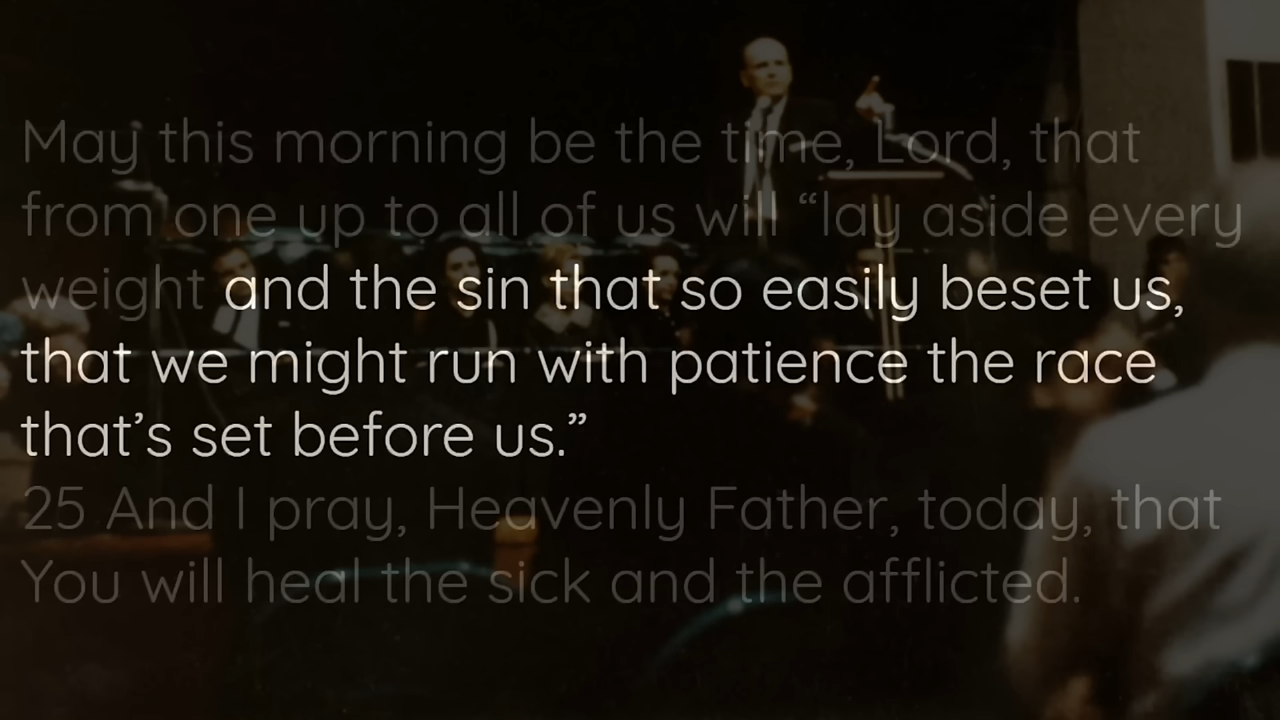 May this morning be the time, Lord, that
from one up to all of us will “lay aside every
weight and the sin that so easily beset us,
that we might run with patience the race
that’s set before us.”
25 And I pray, Heavenly Father, today, that
You will heal the sick and the afflicted.